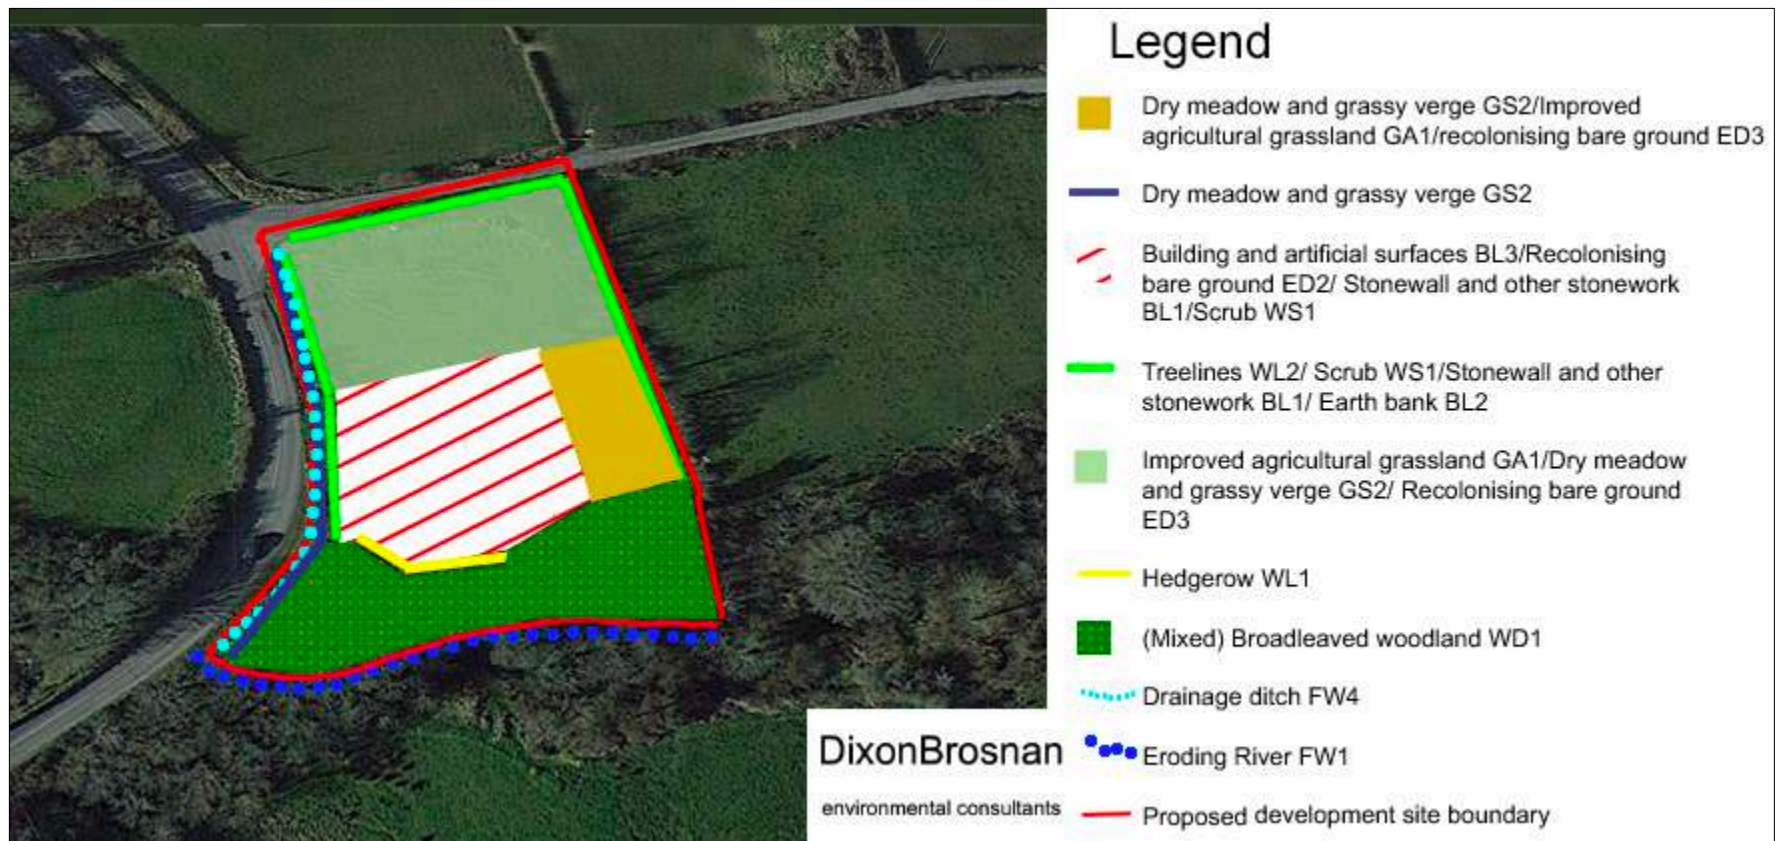 Legend
Dry meadow and grassy verge GS2/Improved
agricultural grassland GA1/recolonising bare ground ED3
Dry meadow and grassy verge GS2
Building and artificial surfaces BL3/Recolonising
bare ground ED2/ Stonewall and other stonework
BL1/Scrub WS1
Treelines WL2/ Scrub WS1/Stonewall and other
stonework BL1/ Earth bank BL2
Improved agricultural grassland GA1/Dry meadow
and grassy verge GS2/ Recolonising bare ground
ED3
Hedgerow WL1
(Mixed) Broadleaved woodland WD1
Drainage ditch FW4
Eroding River FW1
Proposed development site boundary
DixonBrosnan
environmental consultants